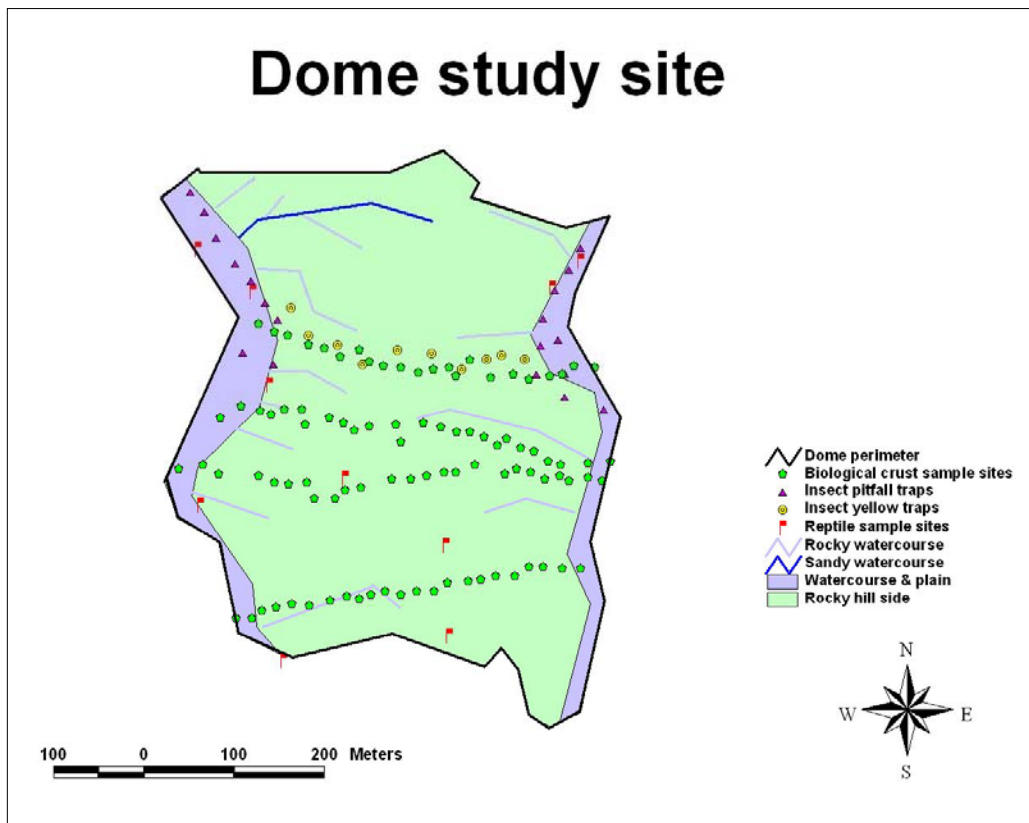 Dome study site
Dome perimeter
Biological crust sample sites
Insect pitfall traps
Insect yellow traps
Reptile sample sites
Rocky watercourse
Sandy watercourse
Watercourse & plain
Rocky hill side
N
W E
S
100 0 100 200 Meters